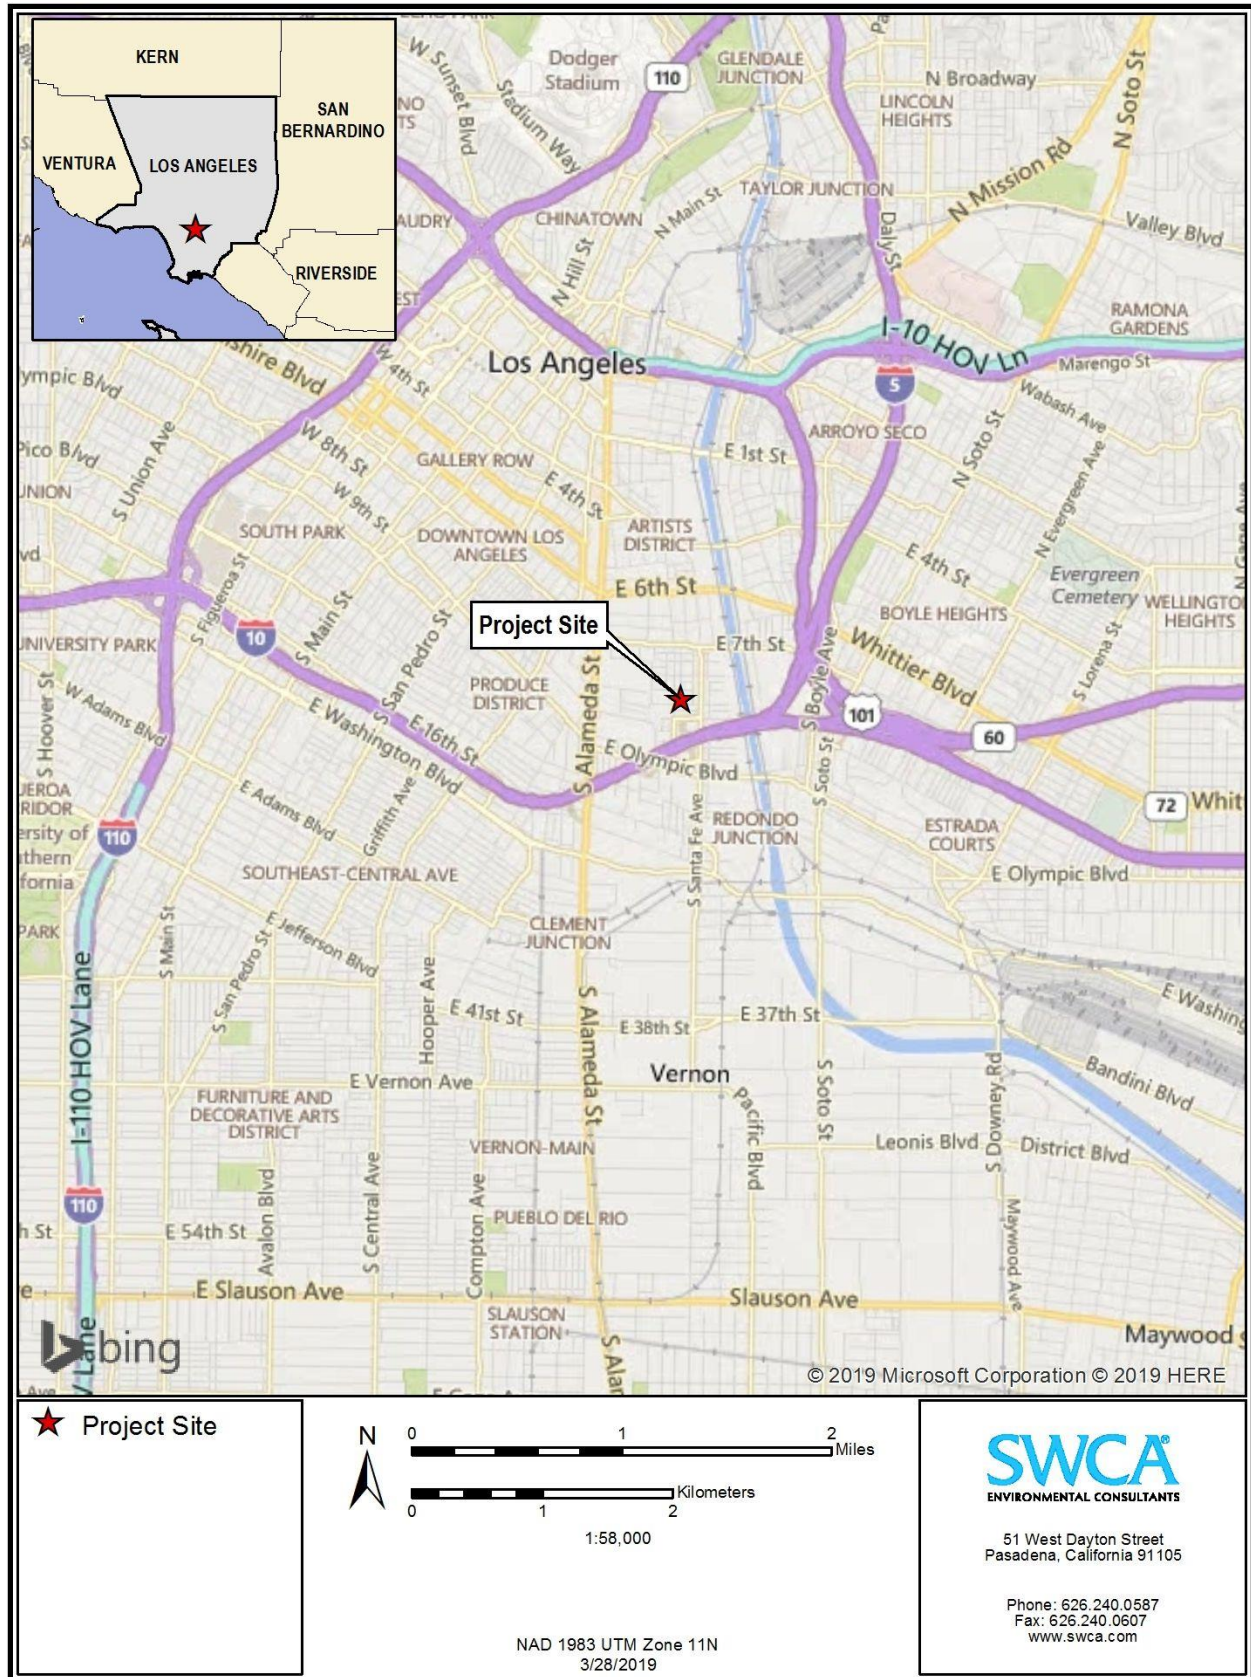 KERN
SAN
BERNARDINO
VENTURA
LOS ANGELES
RIVERSIDE
W Sunset Blvd
Stadium Way
Dodger
Stadium
110
GLENDALE
JUNCTION
N Broadway
LINCOLN
HEIGHTS
N Soto St
N Mission Rd
TAYLOR JUNCTION
Valley Blvd
CHINATOWN
N Main St
N Hill St
Daly St
RAMONA
GARDENS
I-10 HOV Ln
Marengo St
Los Angeles
5
Wabash Ave
W 4th St
ARROYO SECO
N Soto St
E 1st St
S Union Ave
W 8th St
GALLERY ROW
E 4th St
W 9th St
N Evergreen Ave
SOUTH PARK
DOWNTOWN LOS
ANGELES
ARTISTS
DISTRICT
E 4th St
Evergreen
Cemetery
E 6th St
BOYLE HEIGHTS
S Figueroa St
S Main St
Project Site
10
UNIVERSITY PARK
S San Pedro St
E 7th St
S Boyle Ave
Whittier Blvd
S Lorena St
W Adams Blvd
S Hoover St
PRODUCE
DISTRICT
S Alameda St
101
60
E 16th St
E Washington Blvd
E Olympic Blvd
S Soto St
72
E Adams Blvd
Griffith Ave
110
S Santa Fe Ave
REDONDO
JUNCTION
ESTRADA
COURTS
SOUTHEAST-CENTRAL AVE
E Olympic Blvd
CLEMENT
JUNCTION
S Main St
E Jefferson Blvd
S San Pedro St
Hooper Ave
I-110 HOV Lane
S Alameda St
E 41st St
E 38th St
E 37th St
Vernon
E Vernon Ave
S Soto St
S Downey Rd
Bandini Blvd
FURNITURE AND
DECORATIVE ARTS
DISTRICT
Pacific Blvd
VERNON-MAIN
Leonis Blvd
District Blvd
110
Avalon Blvd
S Central Ave
Compton Ave
PUEBLO DEL RIO
Maywood Ave
E 54th St
E Slauson Ave
Slauson Ave
SLAUSON
STATION
Maywood
bing
© 2019 Microsoft Corporation © 2019 HERE
Project Site
N
0 1 2
Miles
Kilometers
0 1 2
1:58,000
NAD 1983 UTM Zone 11N
3/28/2019
SWCA®
ENVIRONMENTAL CONSULTANTS
51 West Dayton Street
Pasadena, California 91105
Phone: 626.240.0587
Fax: 626.240.0607
www.swca.com